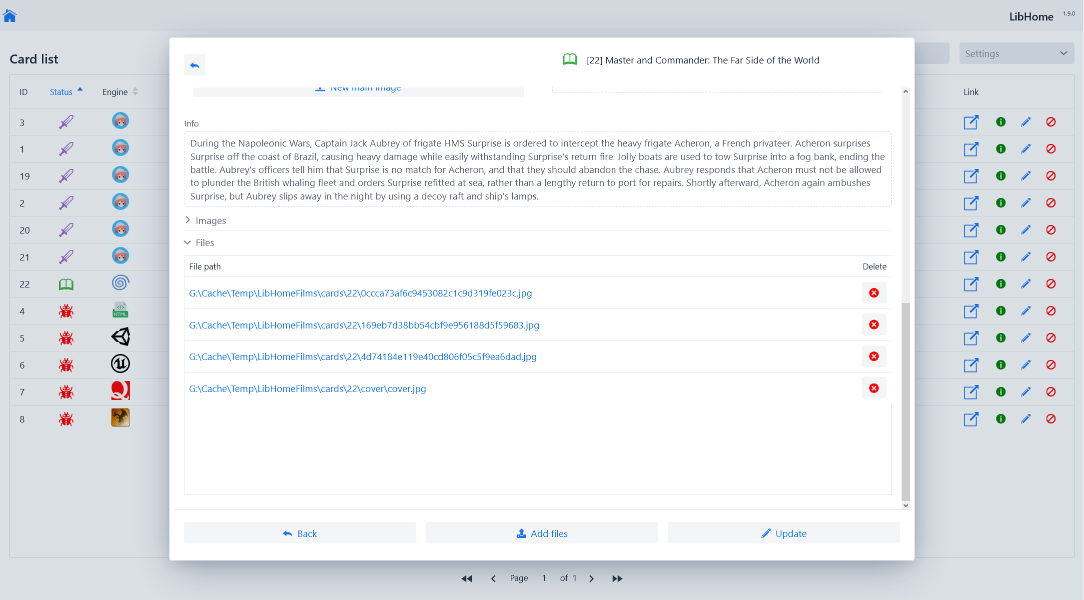 LibHome 1.9.0
Card list
Settings
[22] Master and Commander: The Far Side of the World
ID Status Engine Link
New main image
Info
During the Napoleonic Wars, Captain Jack Aubrey of frigate HMS Surprise is ordered to intercept the heavy frigate Acheron, a French privateer. Acheron surprises
Surprise off the coast of Brazil, causing heavy damage while easily withstanding Surprise's return fire. Jolly boats are used to tow Surprise into a fog bank, ending the
battle. Aubrey's officers tell him that Surprise is no match for Acheron, and that they should abandon the chase. Aubrey responds that Acheron must not be allowed
to plunder the British whaling fleet and orders Surprise refitted at sea, rather than a lengthy return to port for repairs. Shortly afterward, Acheron again ambushes
Surprise, but Aubrey slips away in the night by using a decoy raft and ship's lamps.
Images
Files
File path Delete
G:\Cache\Temp\LibHomeFilms\cards\22\0ccca73af6c9453082c1c9d319fe023c.jpg
G:\Cache\Temp\LibHomeFilms\cards\22\169eb7d38bb54cbf9e956188d5f59683.jpg
G:\Cache\Temp\LibHomeFilms\cards\22\4d74184e119e40cd806f05c5f9ea6dad.jpg
G:\Cache\Temp\LibHomeFilms\cards\22\cover\cover.jpg
Back Add files Update
3
1
19
2
20
21
22
4
HTML
5
6
7
8
Page 1 of 1